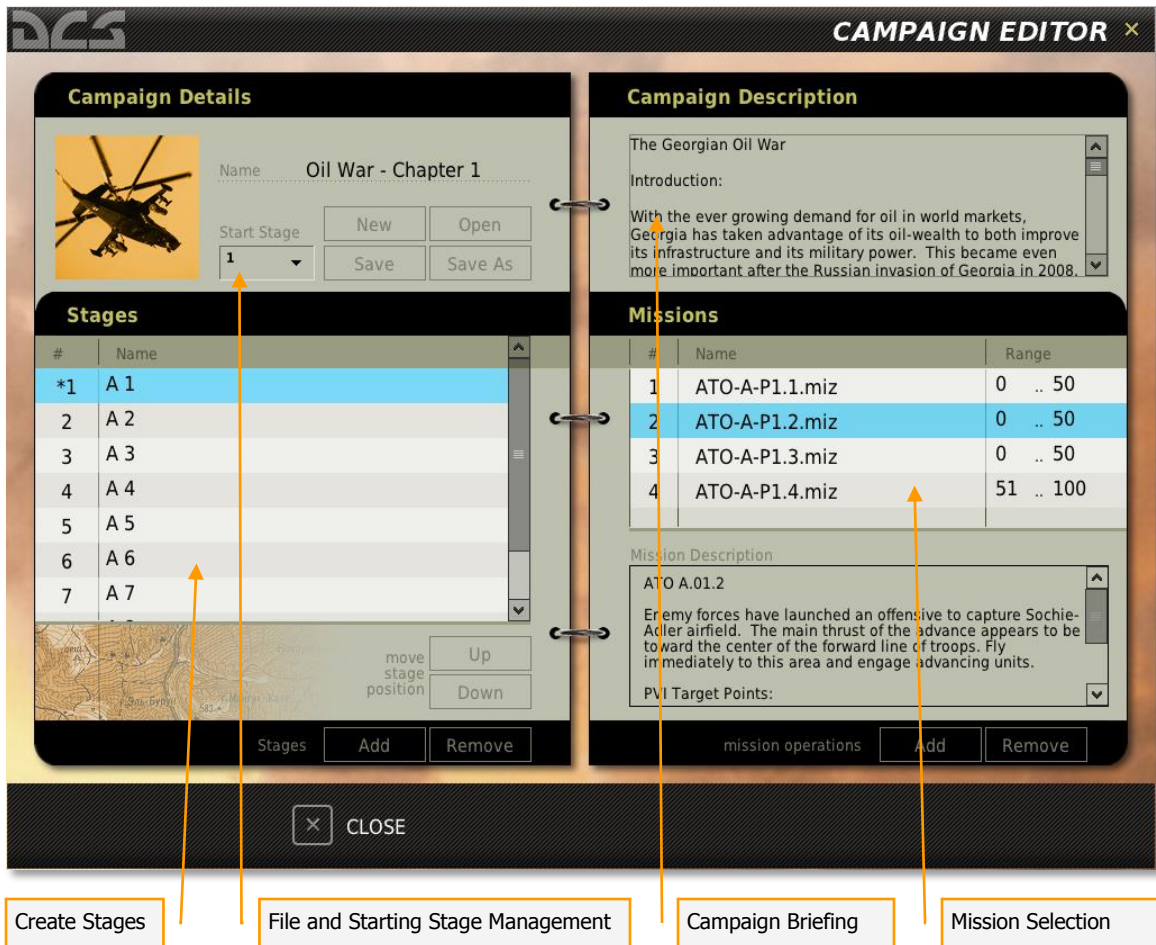 DCS
CAMPAIGN EDITOR ×
Campaign Details
Name Oil War - Chapter 1
Start Stage
1
New Open
Save Save As
Campaign Description
The Georgian Oil War
Introduction:
With the ever growing demand for oil in world markets,
Georgia has taken advantage of its oil-wealth to both improve
its infrastructure and its military power. This became even
more important after the Russian invasion of Georgia in 2008.
Stages
# Name
*1 A 1
2 A 2
3 A 3
4 A 4
5 A 5
6 A 6
7 A 7
move
stage
position
Up
Down
Stages Add Remove
Missions
# Name Range
1 ATO-A-P1.1.miz 0 .. 50
2 ATO-A-P1.2.miz 0 .. 50
3 ATO-A-P1.3.miz 0 .. 50
4 ATO-A-P1.4.miz 51 .. 100
Mission Description
ATO A.01.2
Enemy forces have launched an offensive to capture Sochie-
Adler airfield. The main thrust of the advance appears to be
toward the center of the forward line of troops. Fly
immediately to this area and engage advancing units.
PVI Target Points:
mission operations Add Remove
× CLOSE
Create Stages
File and Starting Stage Management
Campaign Briefing
Mission Selection